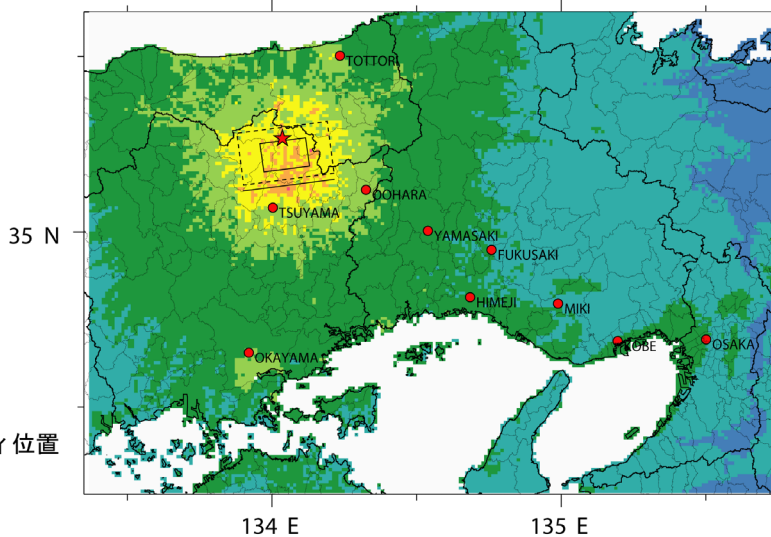 TOTTORI
OOHARA
TSUYAMA
35 N
YAMASAKI
FUKUSAKI
HIMEJI
MIKI
KOBE
OSAKA
OKAYAMA
位置
134 E
135 E